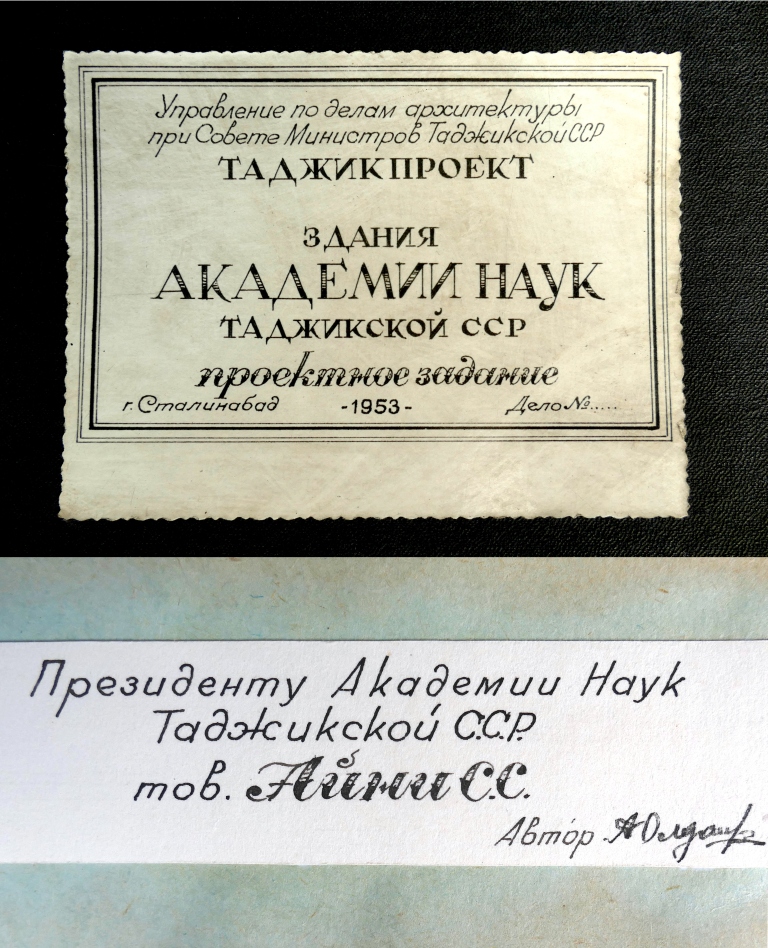 Управление по делам архитектуры
при Совете Министров Таджикской ССР
ТАДЖИКПРОЕКТ
ЗДАНИЯ
АКАДЕМИИ НАУК
ТАДЖИКСКОЙ ССР
проектное задание
г. Сталинабад -1953- Дело №.....
Президенту Академии Наук
Таджикской С.С.Р.
тов. Айни С.С.
Автор